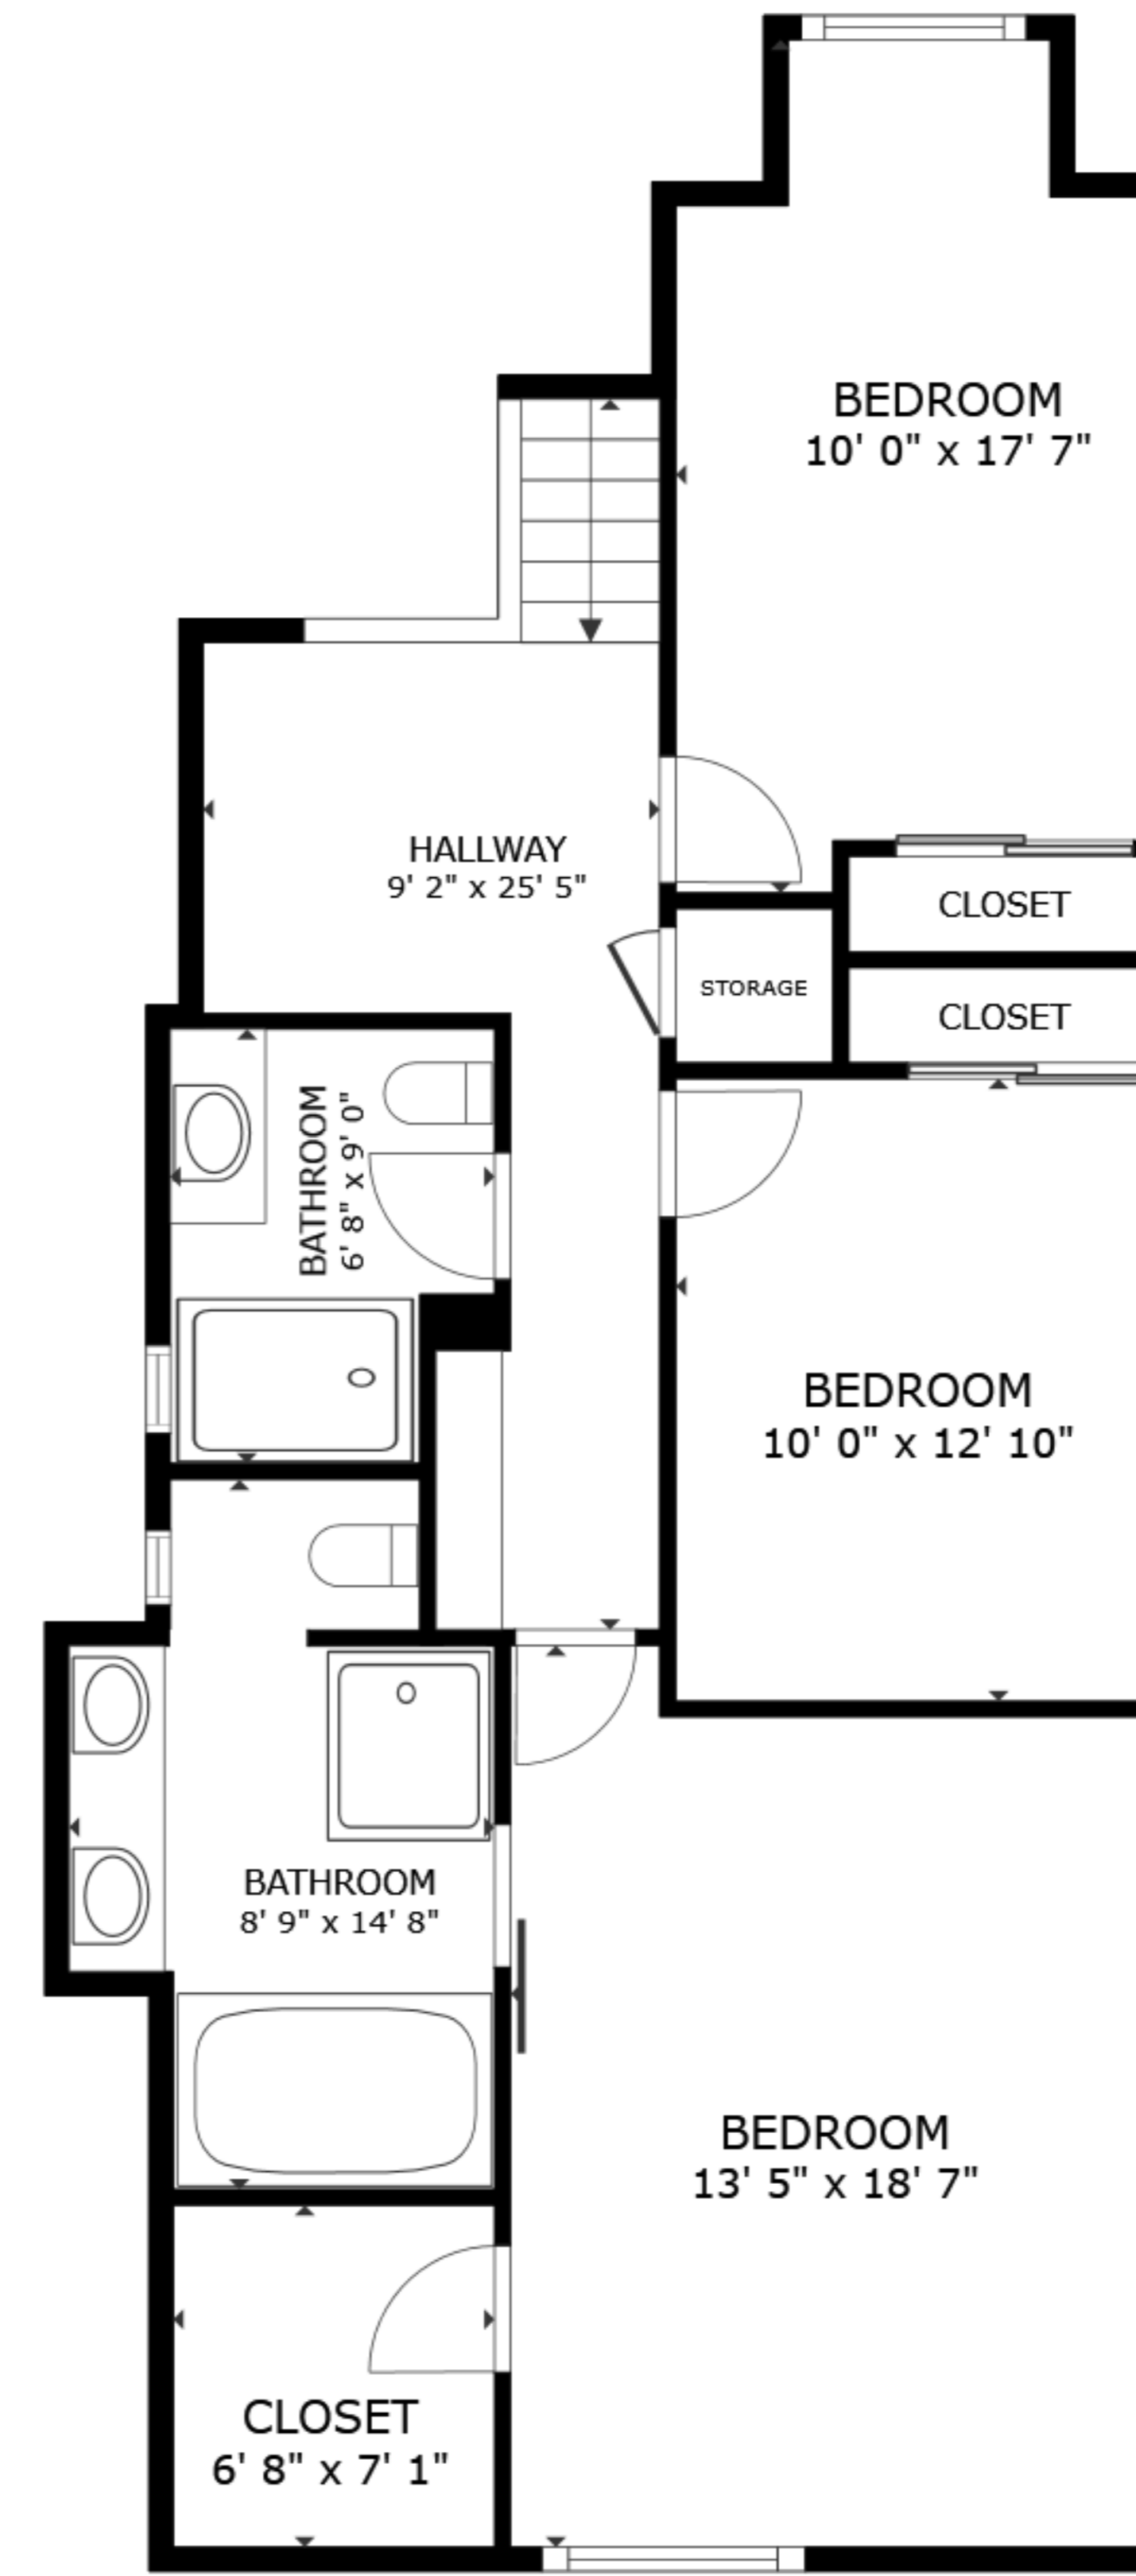 BEDROOM
10' 0" x 17' 7"
HALLWAY
9' 2" x 25' 5"
CLOSET
STORAGE
CLOSET
BATHROOM
6' 8" x 9' 0"
BEDROOM
10' 0" x 12' 10"
BATHROOM
8' 9" x 14' 8"
BEDROOM
13' 5" x 18' 7"
CLOSET
6' 8" x 7' 1"